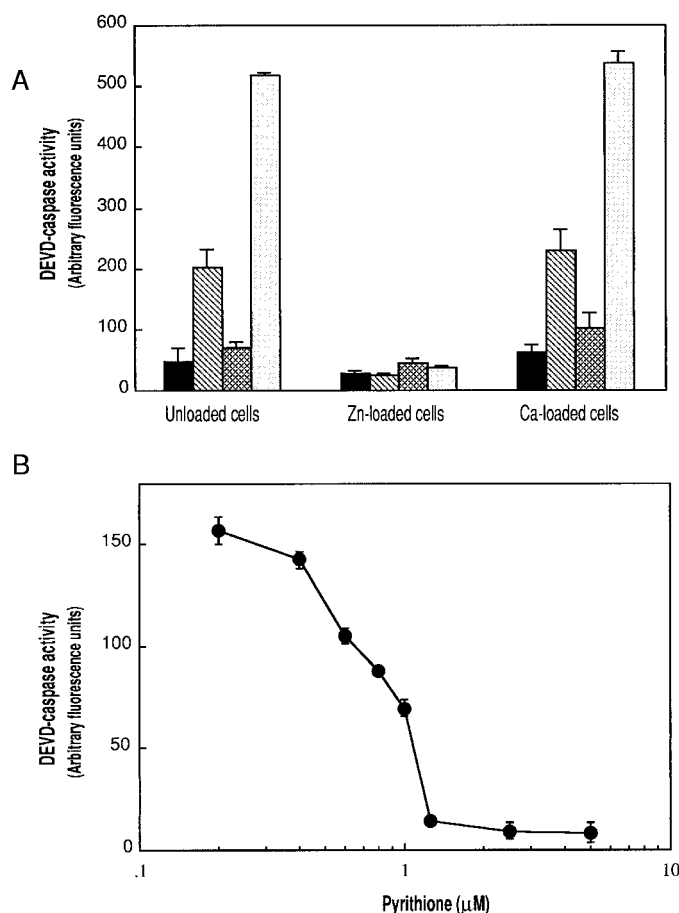 A
DEVD-caspase activity
(Arbitrary fluorescence units)
600
500
400
300
200
100
0
Unloaded cells
Zn-loaded cells
Ca-loaded cells
B
DEVD-caspase activity
(Arbitrary fluorescence units)
150
100
50
0
.1
1
10
Pyrithione (μM)